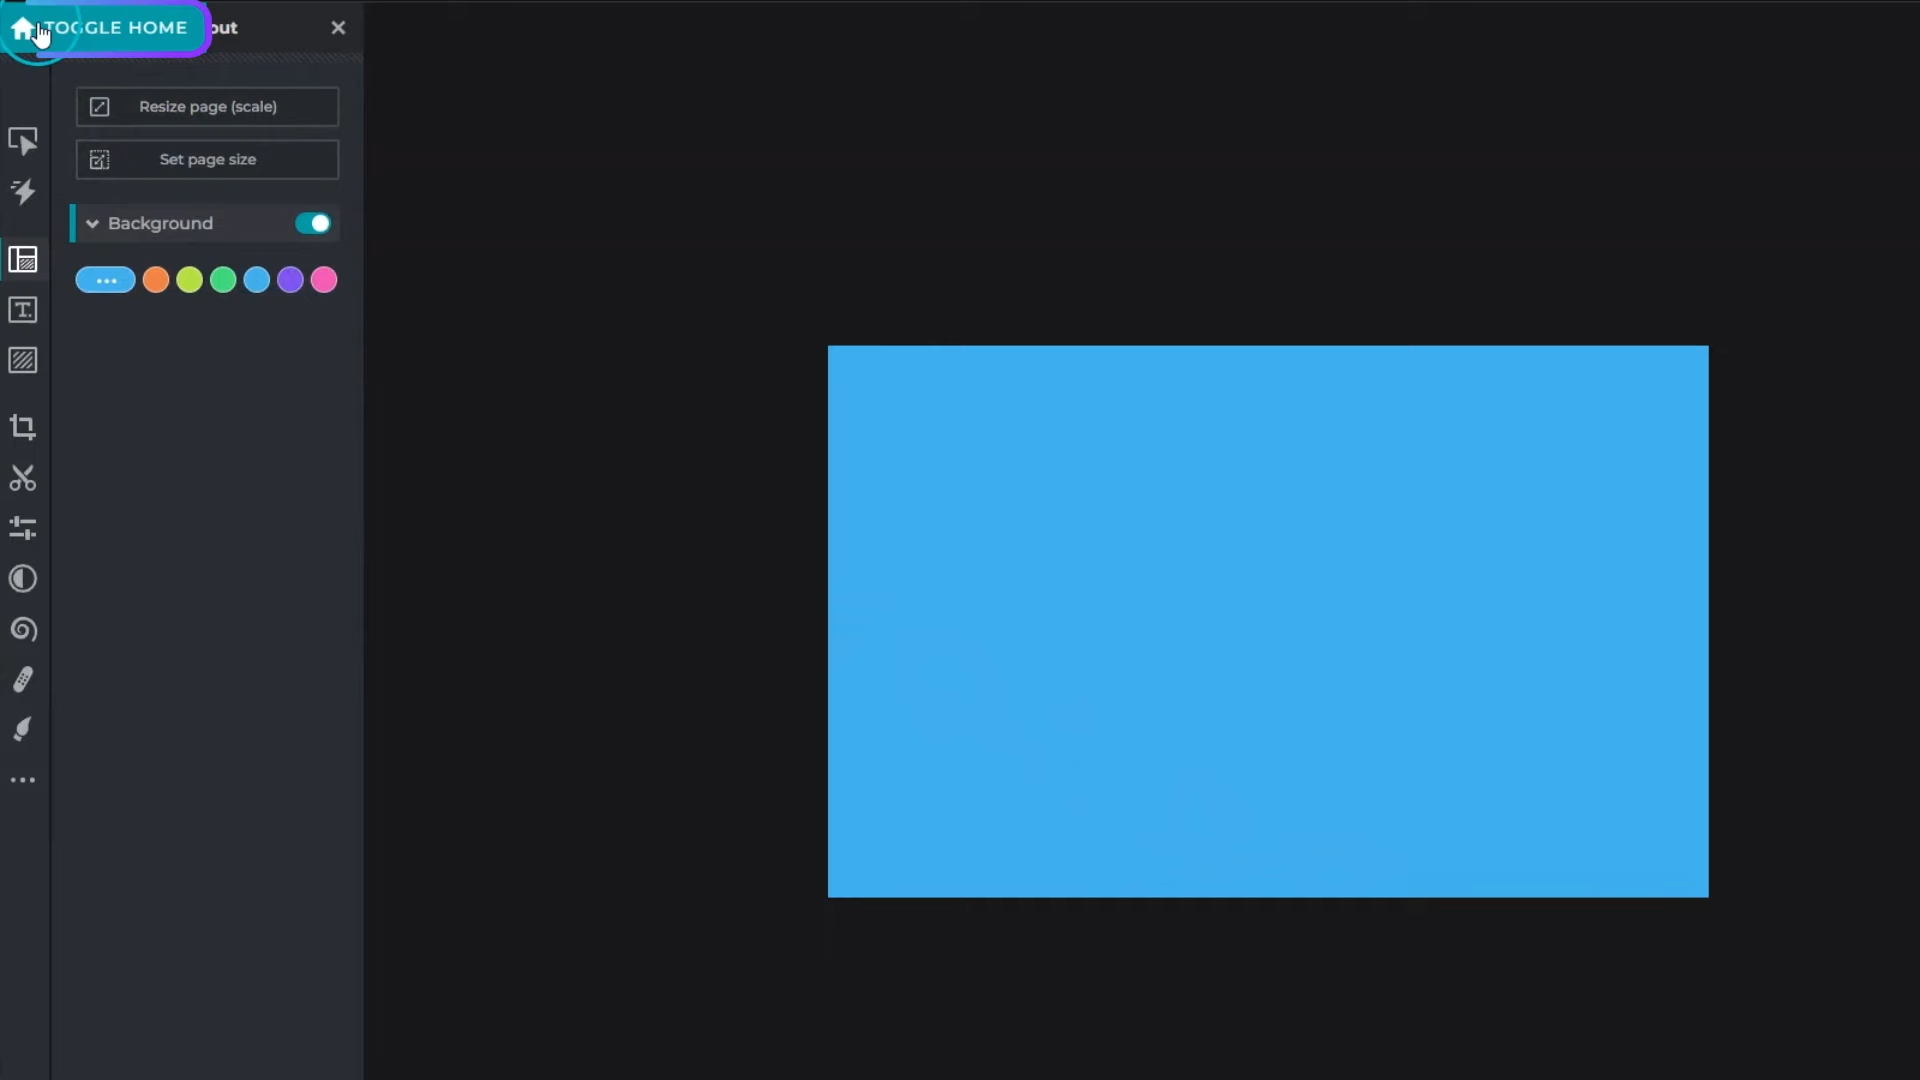 TOGGLE HOME
out
Resize page (scale)
Set page size
Background